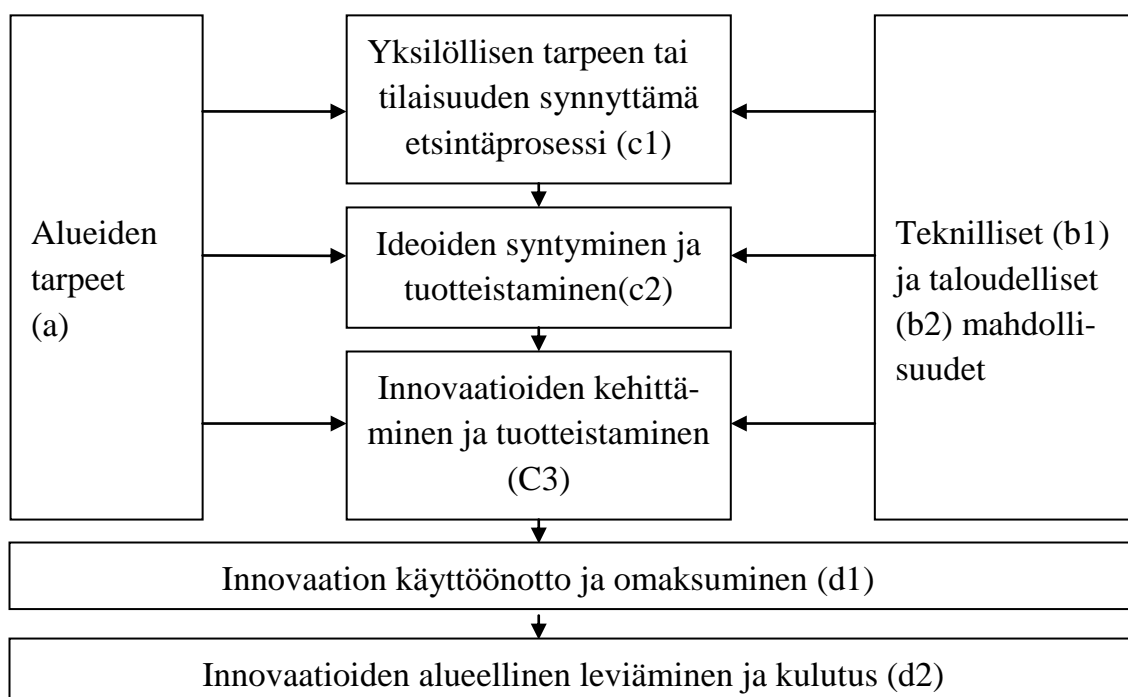 Yksilöllisen tarpeen tai
tilaisuuden synnyttämä
etsintäprosessi (c1)
Alueiden
tarpeet
(a)
Ideoiden syntyminen ja
tuotteistaminen(c2)
Teknilliset (b1)
ja taloudelliset
(b2) mahdolli-
suudet
Innovaatioiden kehittä-
minen ja tuotteistaminen
(C3)
Innovaation käyttöönotto ja omaksuminen (d1)
Innovaatioiden alueellinen leviäminen ja kulutus (d2)